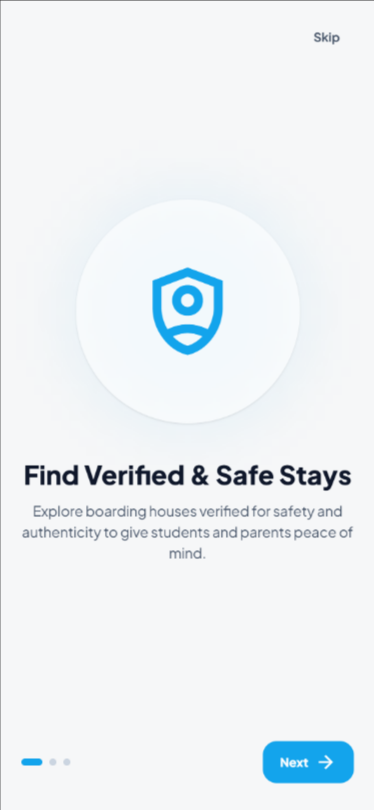 Skip
Find Verified & Safe Stays
Explore boarding houses verified for safety and
authenticity to give students and parents peace of
mind.
Next